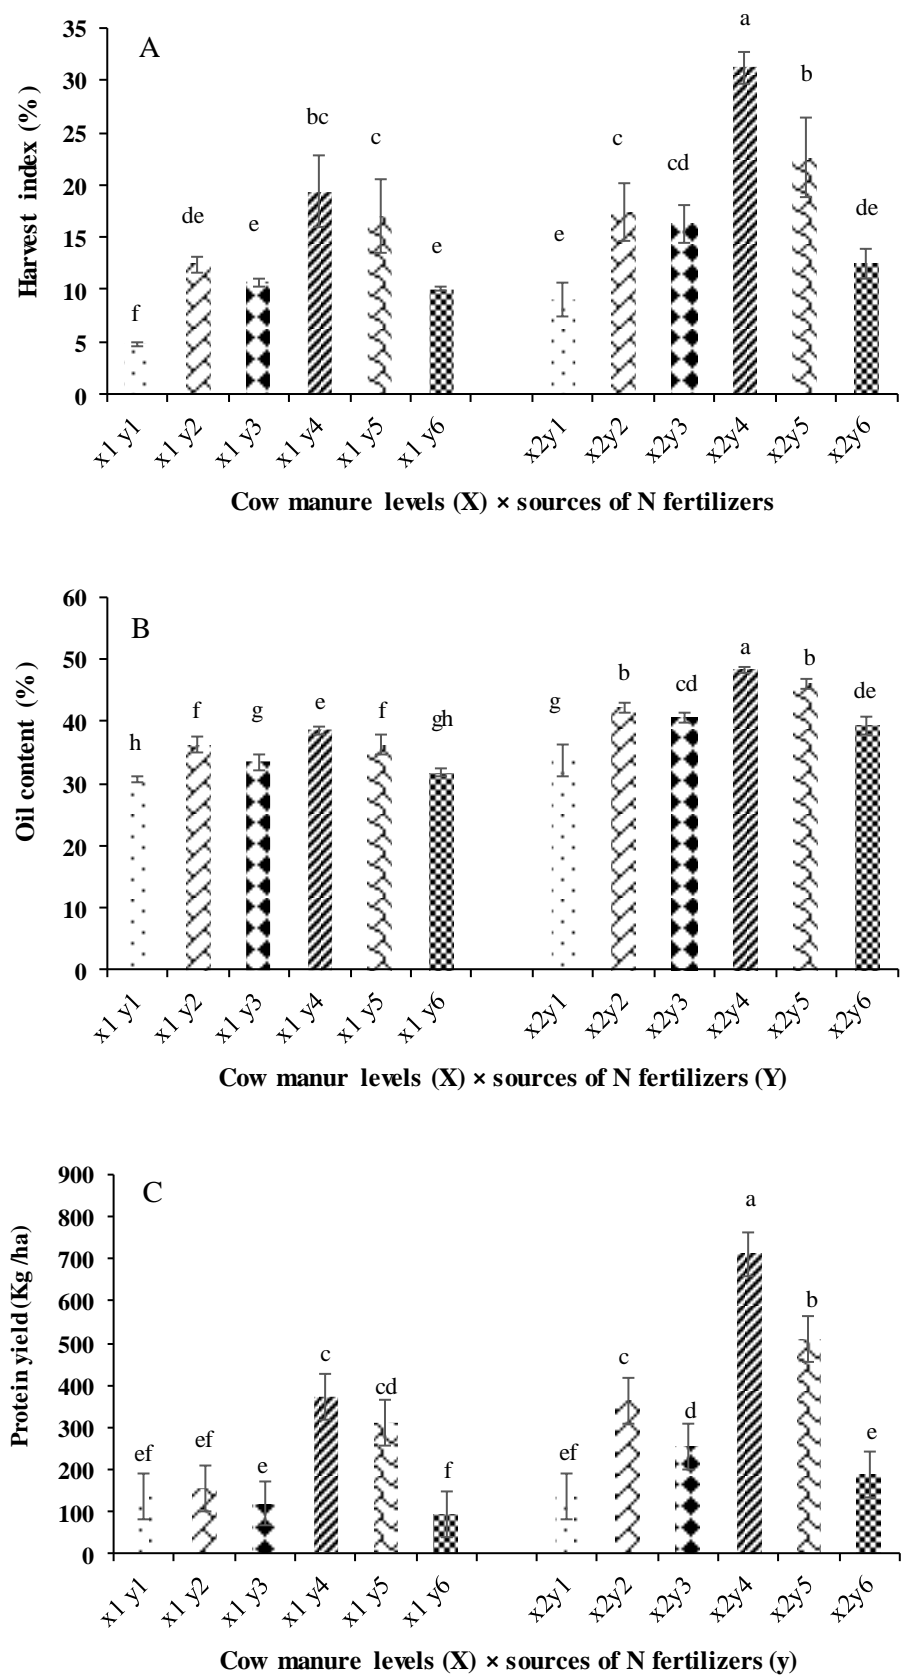 A
Harvest index (%)
35
30
25
20
15
10
5
0
f
de
e
bc
c
e
e
c
cd
a
b
de
x1 y1
x1 y2
x1 y3
x1 y4
x1 y5
x1 y6
x2y1
x2y2
x2y3
x2y4
x2y5
x2y6
Cow manure levels (X) × sources of N fertilizers
B
Oil content (%)
60
50
40
30
20
10
0
h
f
g
e
f
gh
g
b
cd
a
b
de
x1 y1
x1 y2
x1 y3
x1 y4
x1 y5
x1 y6
x2y1
x2y2
x2y3
x2y4
x2y5
x2y6
Cow manur levels (X) × sources of N fertilizers (Y)
C
Protein yield (Kg /ha)
900
800
700
600
500
400
300
200
100
0
ef
ef
e
c
cd
f
ef
c
d
a
b
e
x1 y1
x1 y2
x1 y3
x1 y4
x1 y5
x1 y6
x2y1
x2y2
x2y3
x2y4
x2y5
x2y6
Cow manure levels (X) × sources of N fertilizers (y)